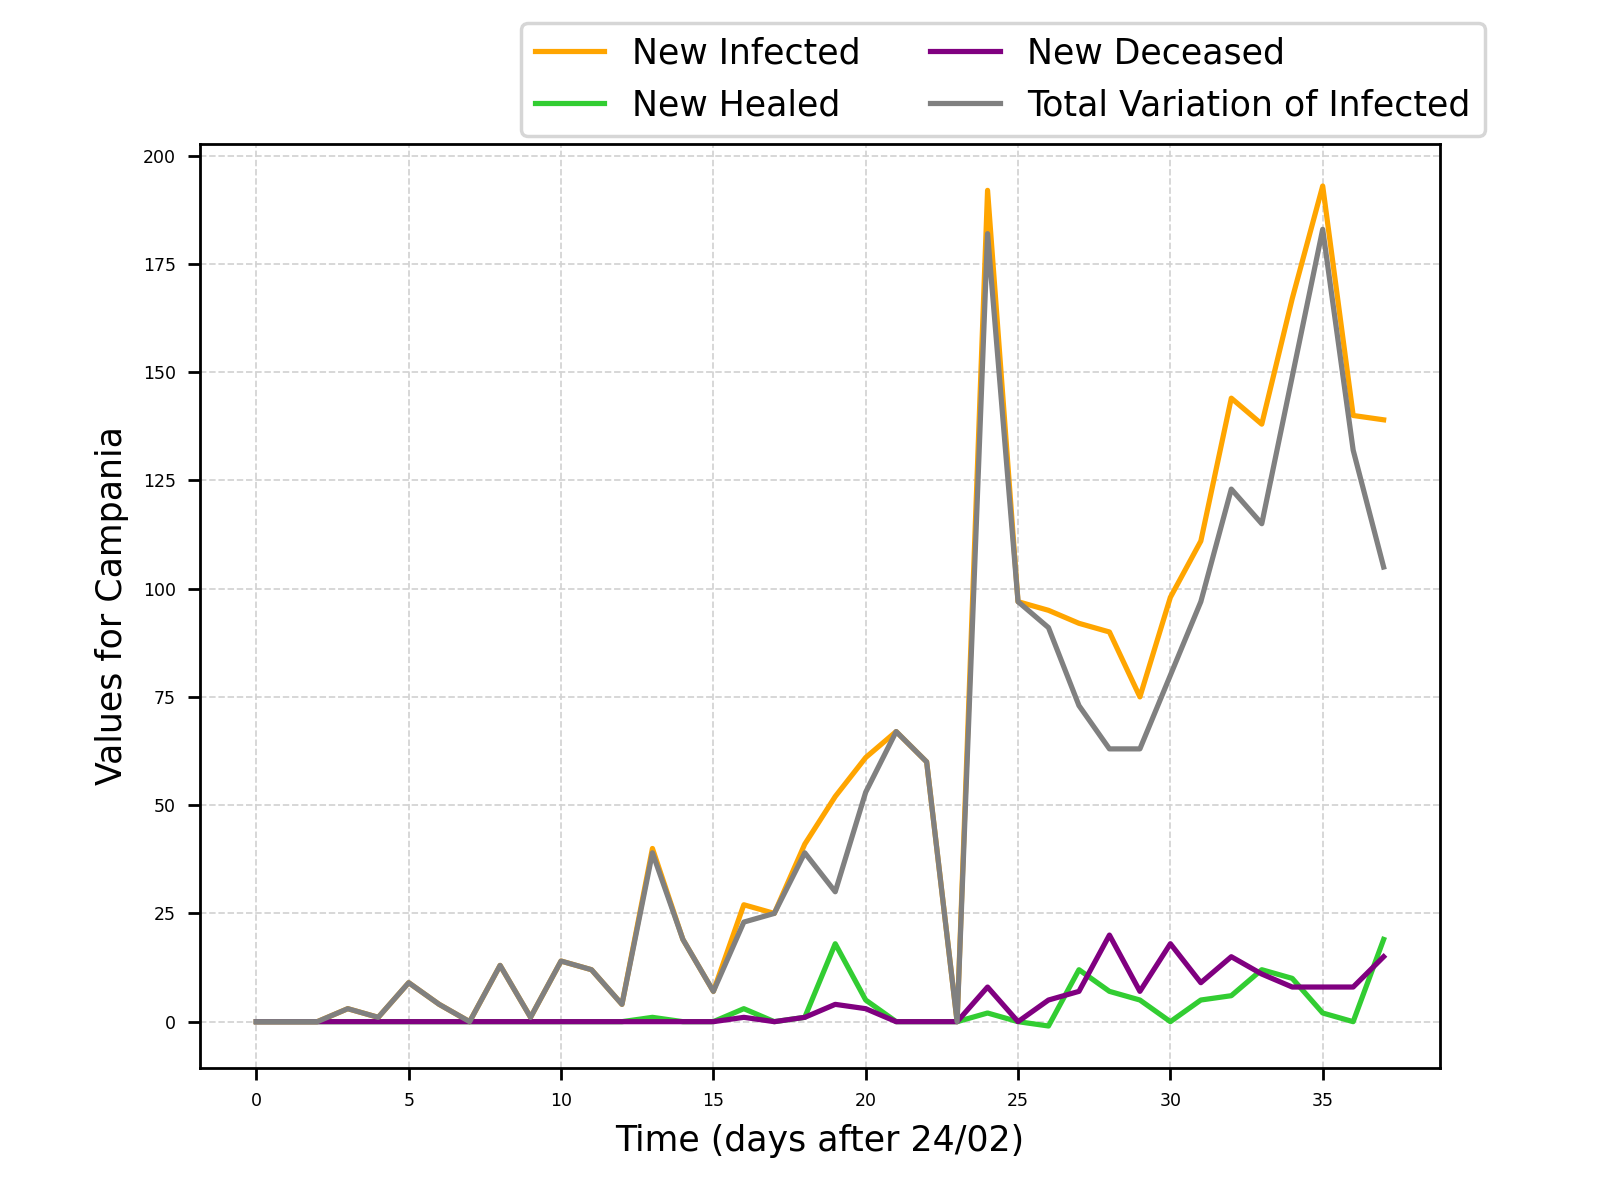 New Infected
New Healed
New Deceased
Total Variation of Infected
200
175
150
125
100
75
50
25
0
Values for Campania
0 5 10 15 20 25 30 35
Time (days after 24/02)